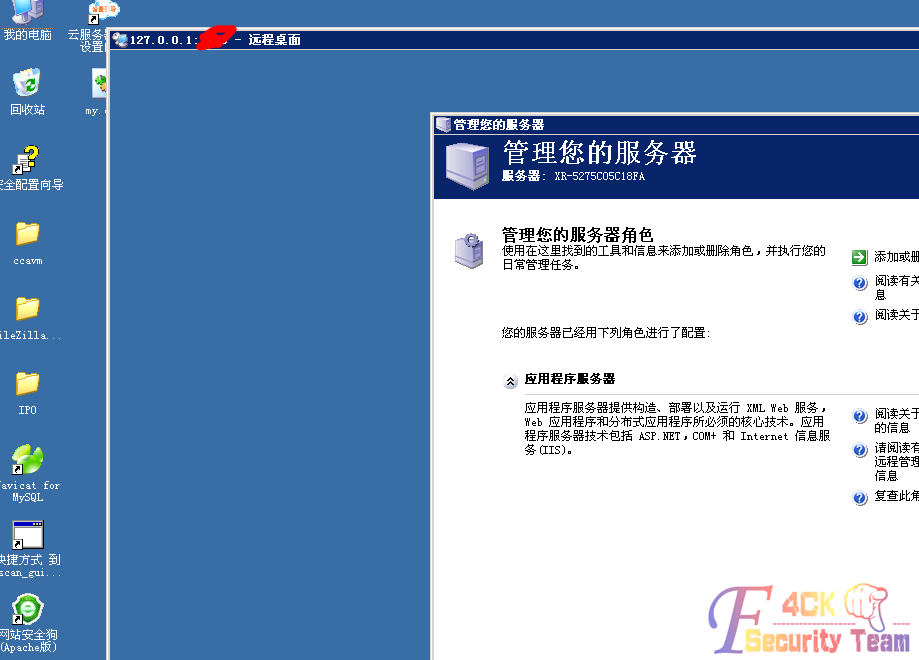 我的电脑
设置引导
云服务
设置
127.0.0.1: - 远程桌面
回收站
my.
安全配置向导
ccavm
ileZilla...
IPO
avicat for
MySQL
快捷方式 到
scan_gui...
网站安全狗
(Apache版)
管理您的服务器
管理您的服务器
服务器: XR-5275C05C18FA
管理您的服务器角色
使用在这里找到的工具和信息来添加或删除角色，并执行您的
日常管理任务。
添加或删
阅读有关
息
阅读关于
您的服务器已经用下列角色进行了配置:
应用程序服务器
应用程序服务器提供构造、部署以及运行 XML Web 服务，
Web 应用程序和分布式应用程序所必须的核心技术。应用
程序服务器技术包括 ASP.NET，COM+ 和 Internet 信息服
务(IIS)。
阅读关于
的信息
请阅读有
远程管理
信息
复查此角
F4CK
Security Team